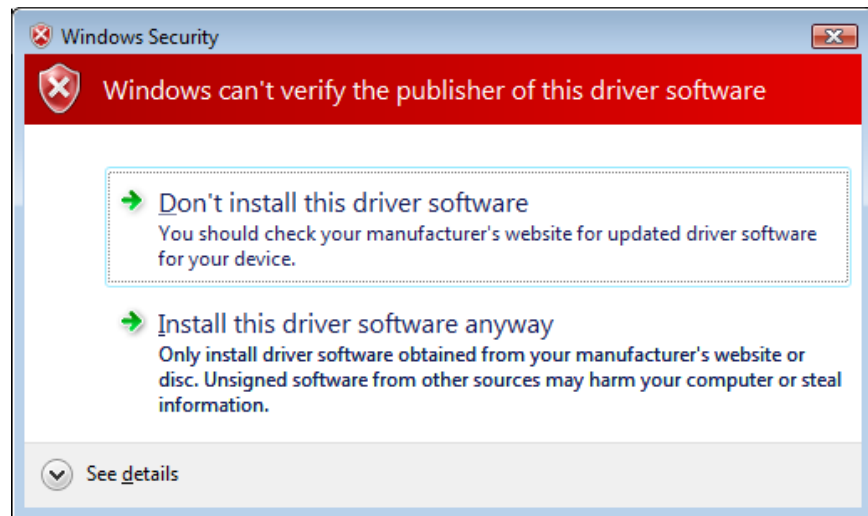 Windows Security
Windows can't verify the publisher of this driver software
Don't install this driver software
You should check your manufacturer's website for updated driver software
for your device.
Install this driver software anyway
Only install driver software obtained from your manufacturer's website or
disc. Unsigned software from other sources may harm your computer or steal
information.
See details